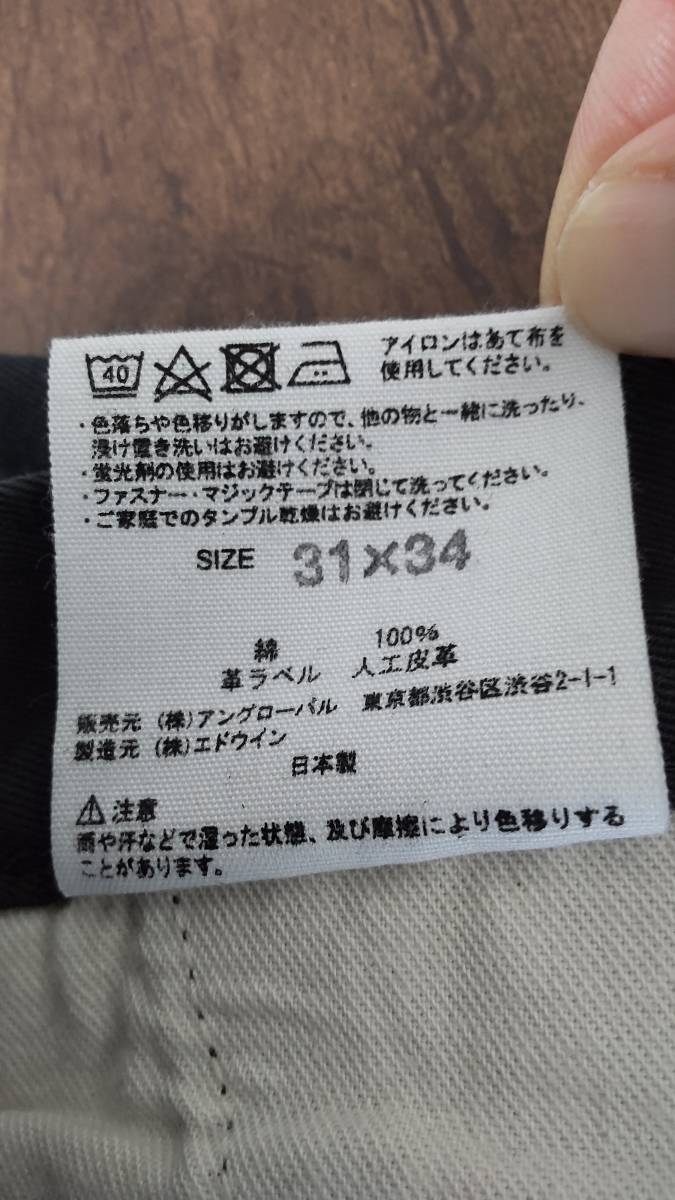 40
アイロンはあて布を
使用してください。
・色落ちや色移りがしますので、他の物と一緒に洗ったり、
浸け置き洗いはお避けください。
・蛍光剤の使用はお避けください。
・ファスナー・マジックテープは閉じて洗ってください。
・ご家庭でのタンブル乾燥はお避けください。
SIZE 31×34
綿 100%
革ラベル 人工皮革
販売元 (株)アングローバル 東京都渋谷区渋谷2-1-1
製造元 (株)エドウイン
日本製
⚠注意
雨や汗などで湿った状態、及び摩擦により色移りする
ことがあります。